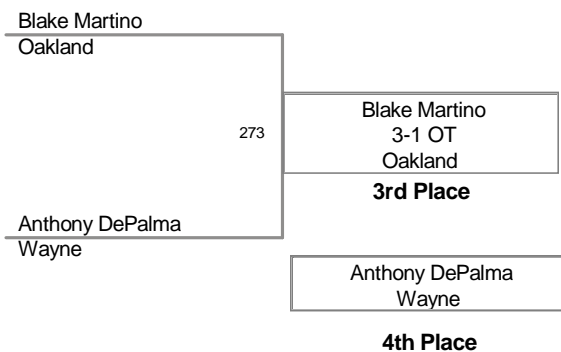 Blake Martino
Oakland
273
Blake Martino
3-1 OT
Oakland
3rd Place
Anthony DePalma
Wayne
Anthony DePalma
Wayne
4th Place